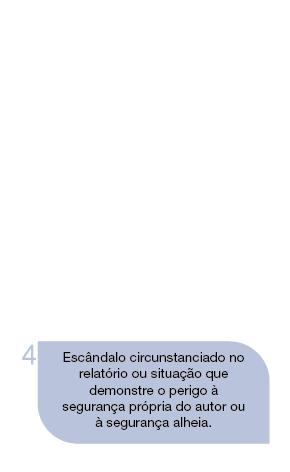 4
Escândalo circunstanciado no
relatório ou situação que
demonstre o perigo à
segurança própria do autor ou
à segurança alheia.